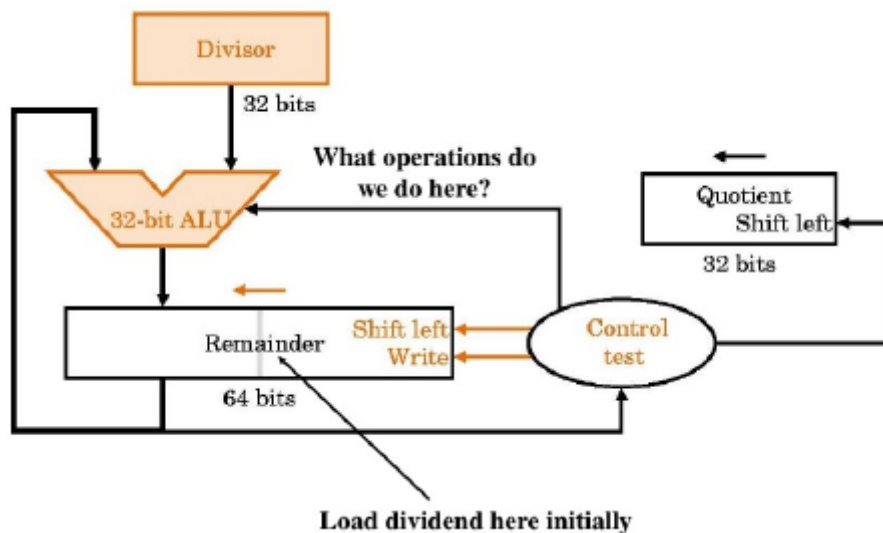 Divisor
32 bits
What operations do
we do here?
32-bit ALU
Quotient
Shift left
32 bits
Remainder
Shift left
Write
Control
test
64 bits
Load dividend here initially